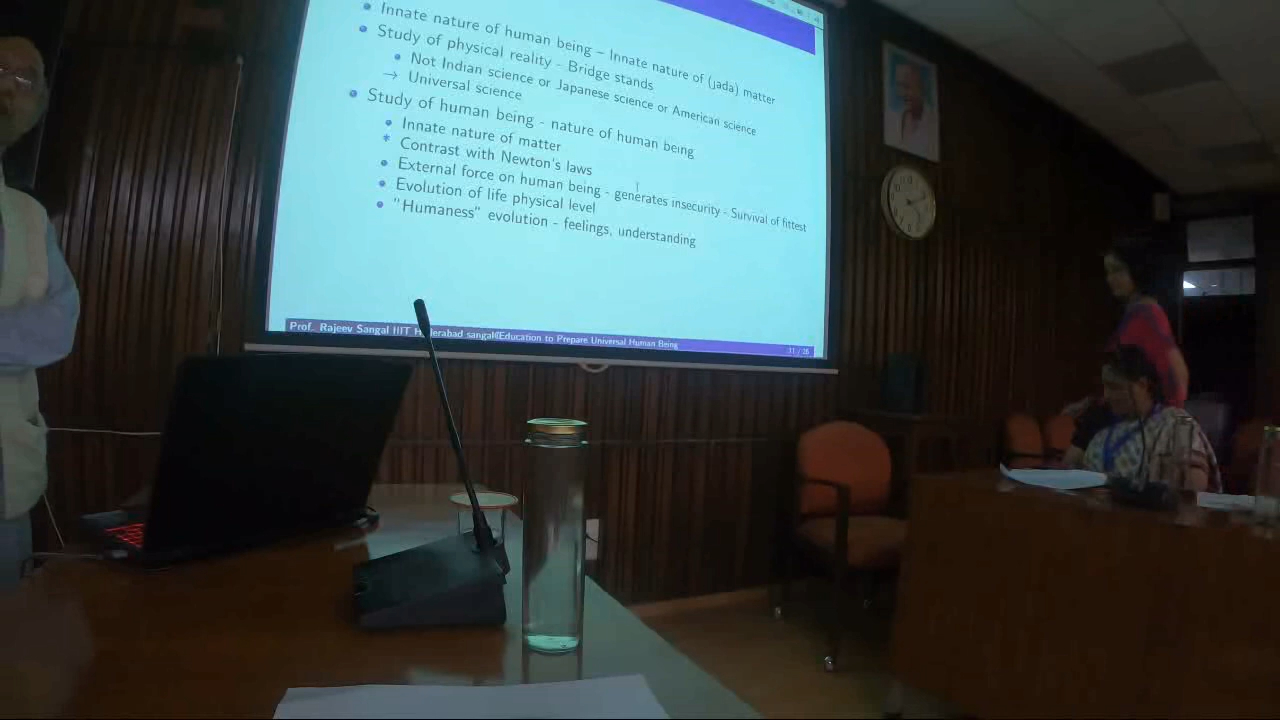 Innate nature of human being – Innate nature of (jada) matter
Study of physical reality - Bridge stands
Not Indian science or Japanese science or American science
→ Universal science
Study of human being - nature of human being
Innate nature of matter
* Contrast with Newton's laws
External force on human being - generates insecurity - Survival of fittest
Evolution of life physical level
"Humaness" evolution - feelings, understanding
Prof. Rajeev Sangal IIIT Hyderabad sangal@Education to Prepare Universal Human Being